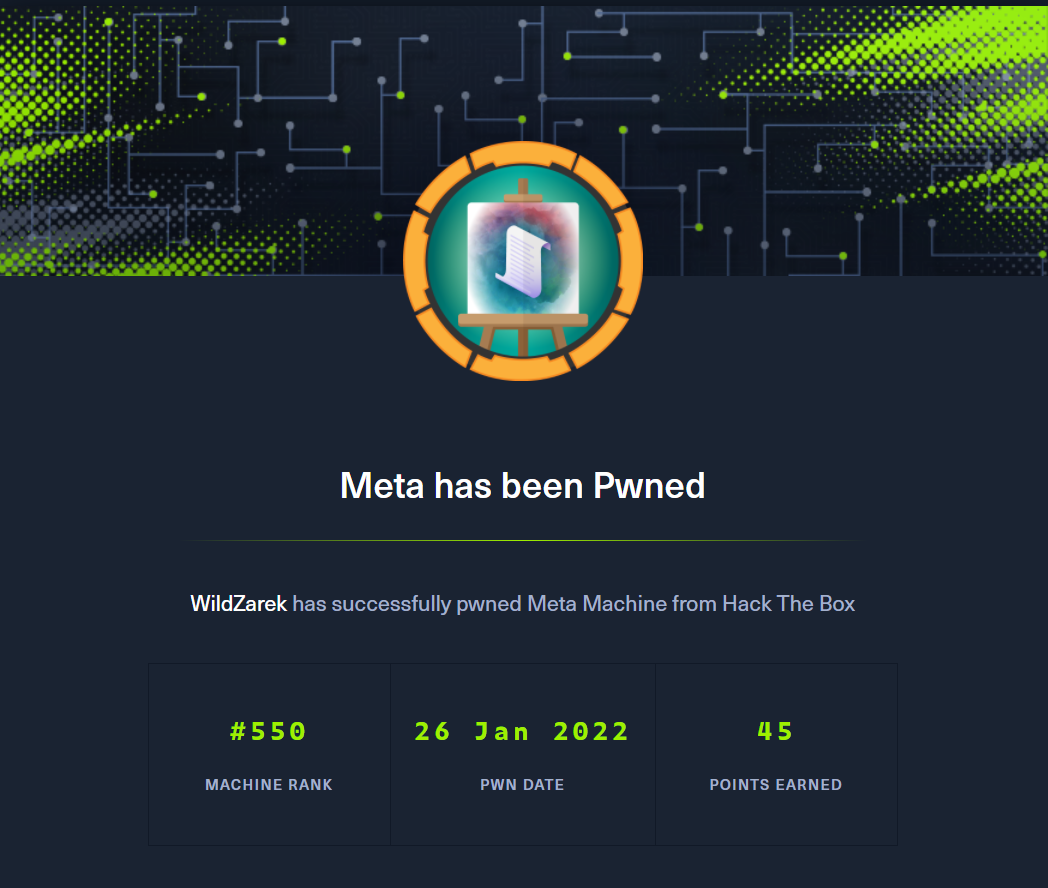 Meta has been Pwned
WildZarek has successfully pwned Meta Machine from Hack The Box
#550
26 Jan 2022
45
MACHINE RANK
PWN DATE
POINTS EARNED